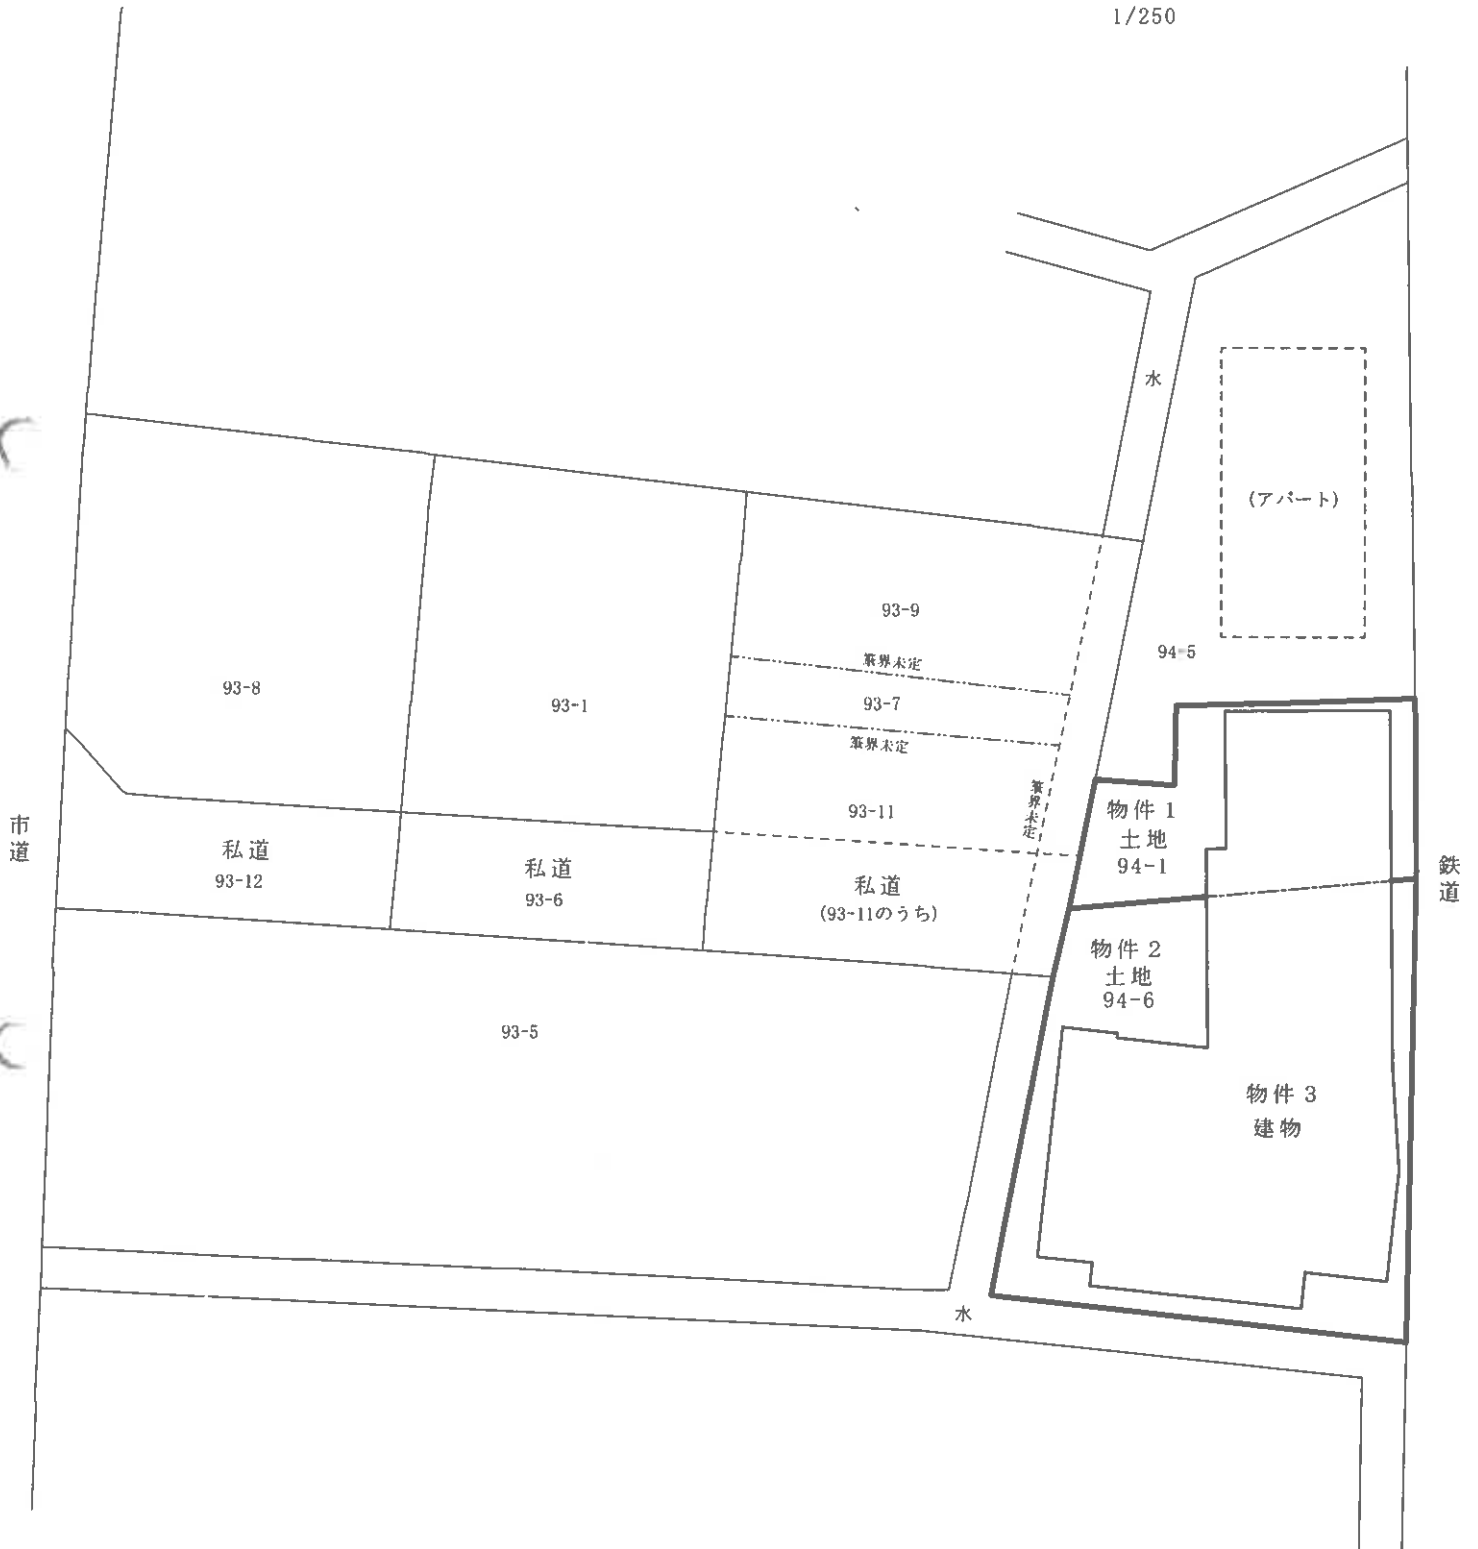 1/250
水
(アパート)
93-9
筆界未定
94-5
93-8
93-1
93-7
筆界未定
筆界未定
93-11
物件 1
土地
94-1
市道
私道
93-12
私道
93-6
私道
(93-11のうち)
鉄道
物件 2
土地
94-6
93-5
物件 3
建物
水